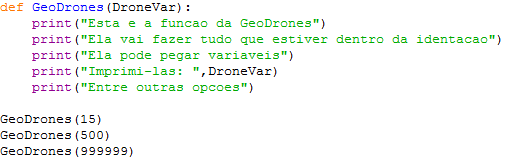 def GeoDrones(DroneVar):
    print("Esta e a funcao da GeoDrones")
    print("Ela vai fazer tudo que estiver dentro da identacao")
    print("Ela pode pegar variaveis")
    print("Imprimi-las: ",DroneVar)
    print("Entre outras opcoes")

GeoDrones(15)
GeoDrones(500)
GeoDrones(999999)